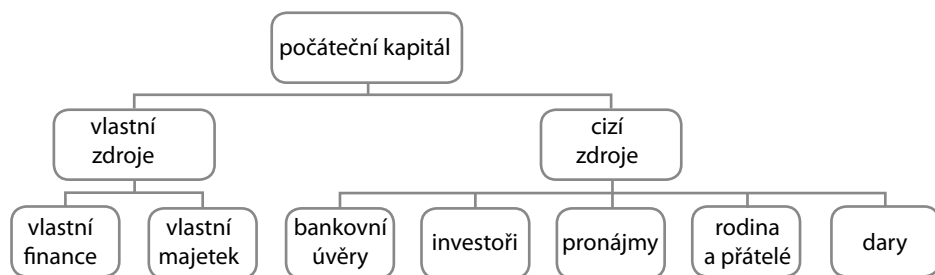 počáteční kapitál
vlastní
zdroje
cizí
zdroje
vlastní
finance
vlastní
majetek
bankovní
úvěry
investoři
pronájmy
rodina
a přátelé
dary